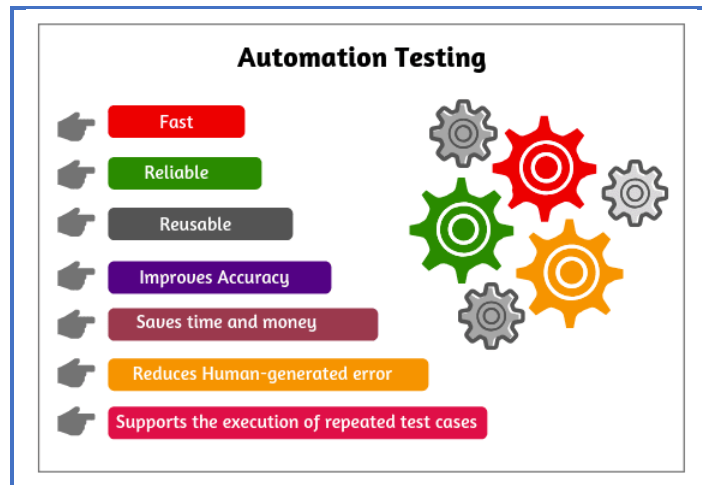 Automation Testing
Fast
Reliable
Reusable
Improves Accuracy
Saves time and money
Reduces Human-generated error
Supports the execution of repeated test cases